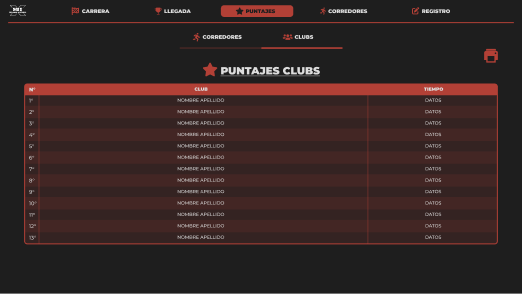 CARRERA
LLEGADA
PUNTAJES
CORREDORES
REGISTRO
CORREDORES
CLUBS
PUNTAJES CLUBS
N° CLUB TIEMPO
1° NOMBRE APELLIDO DATOS
2° NOMBRE APELLIDO DATOS
3° NOMBRE APELLIDO DATOS
4° NOMBRE APELLIDO DATOS
5° NOMBRE APELLIDO DATOS
6° NOMBRE APELLIDO DATOS
7° NOMBRE APELLIDO DATOS
8° NOMBRE APELLIDO DATOS
9° NOMBRE APELLIDO DATOS
10° NOMBRE APELLIDO DATOS
11° NOMBRE APELLIDO DATOS
12° NOMBRE APELLIDO DATOS
13° NOMBRE APELLIDO DATOS